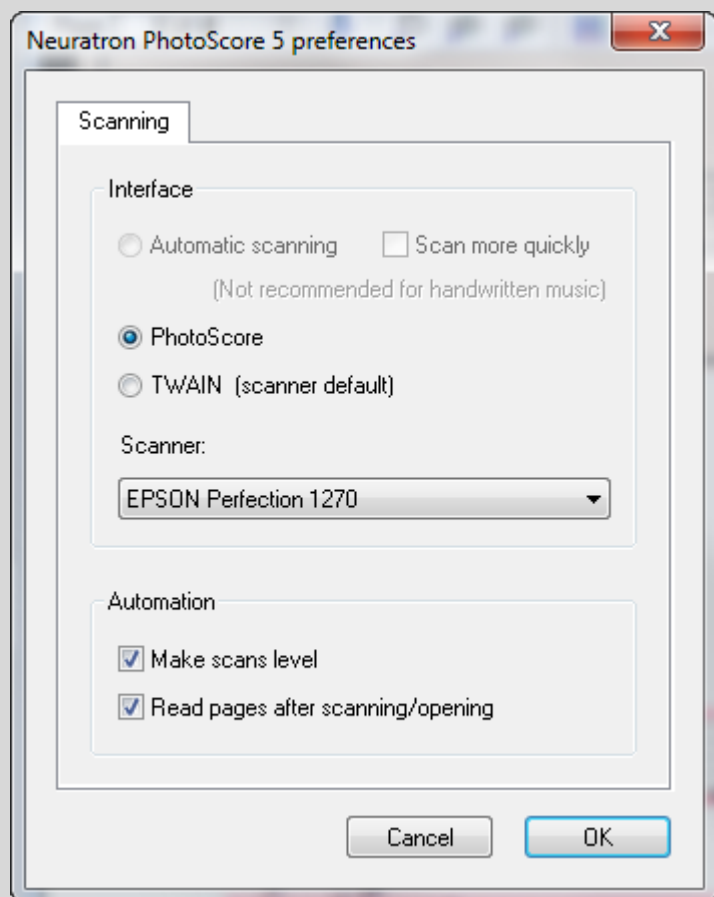 Neuratron PhotoScore 5 preferences
Scanning
Interface
Automatic scanning Scan more quickly
(Not recommended for handwritten music)
PhotoScore
TWAIN (scanner default)
Scanner:
EPSON Perfection 1270
Automation
Make scans level
Read pages after scanning/opening
Cancel OK